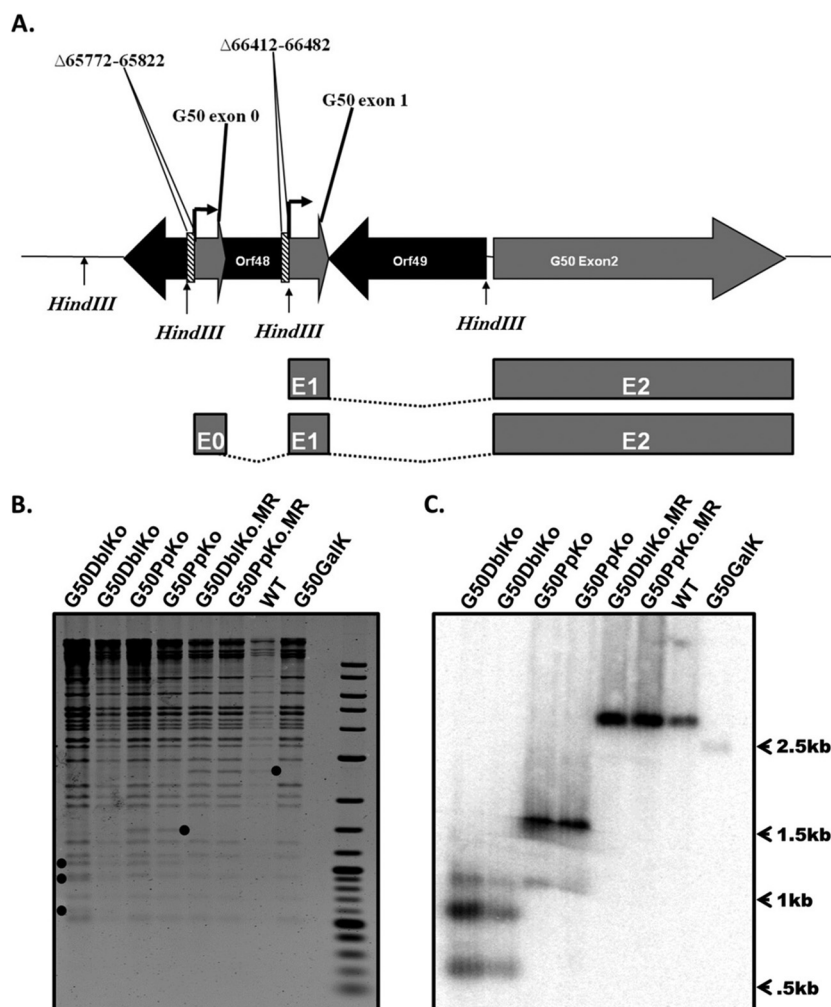 A.
Δ65772-65822
Δ66412-66482
G50 exon 0
G50 exon 1
Orf48
Orf49
G50 Exon2
HindIII
HindIII
HindIII
HindIII
E1
E2
E0
E1
E2
B.
G50DblKo
G50DblKo
G50PpKo
G50PpKo
G50DblKo.MR
G50PpKo.MR
WT
G50GalK
C.
G50DblKo
G50DblKo
G50PpKo
G50PpKo
G50DblKo.MR
G50PpKo.MR
WT
G50GalK
2.5kb
1.5kb
1kb
.5kb